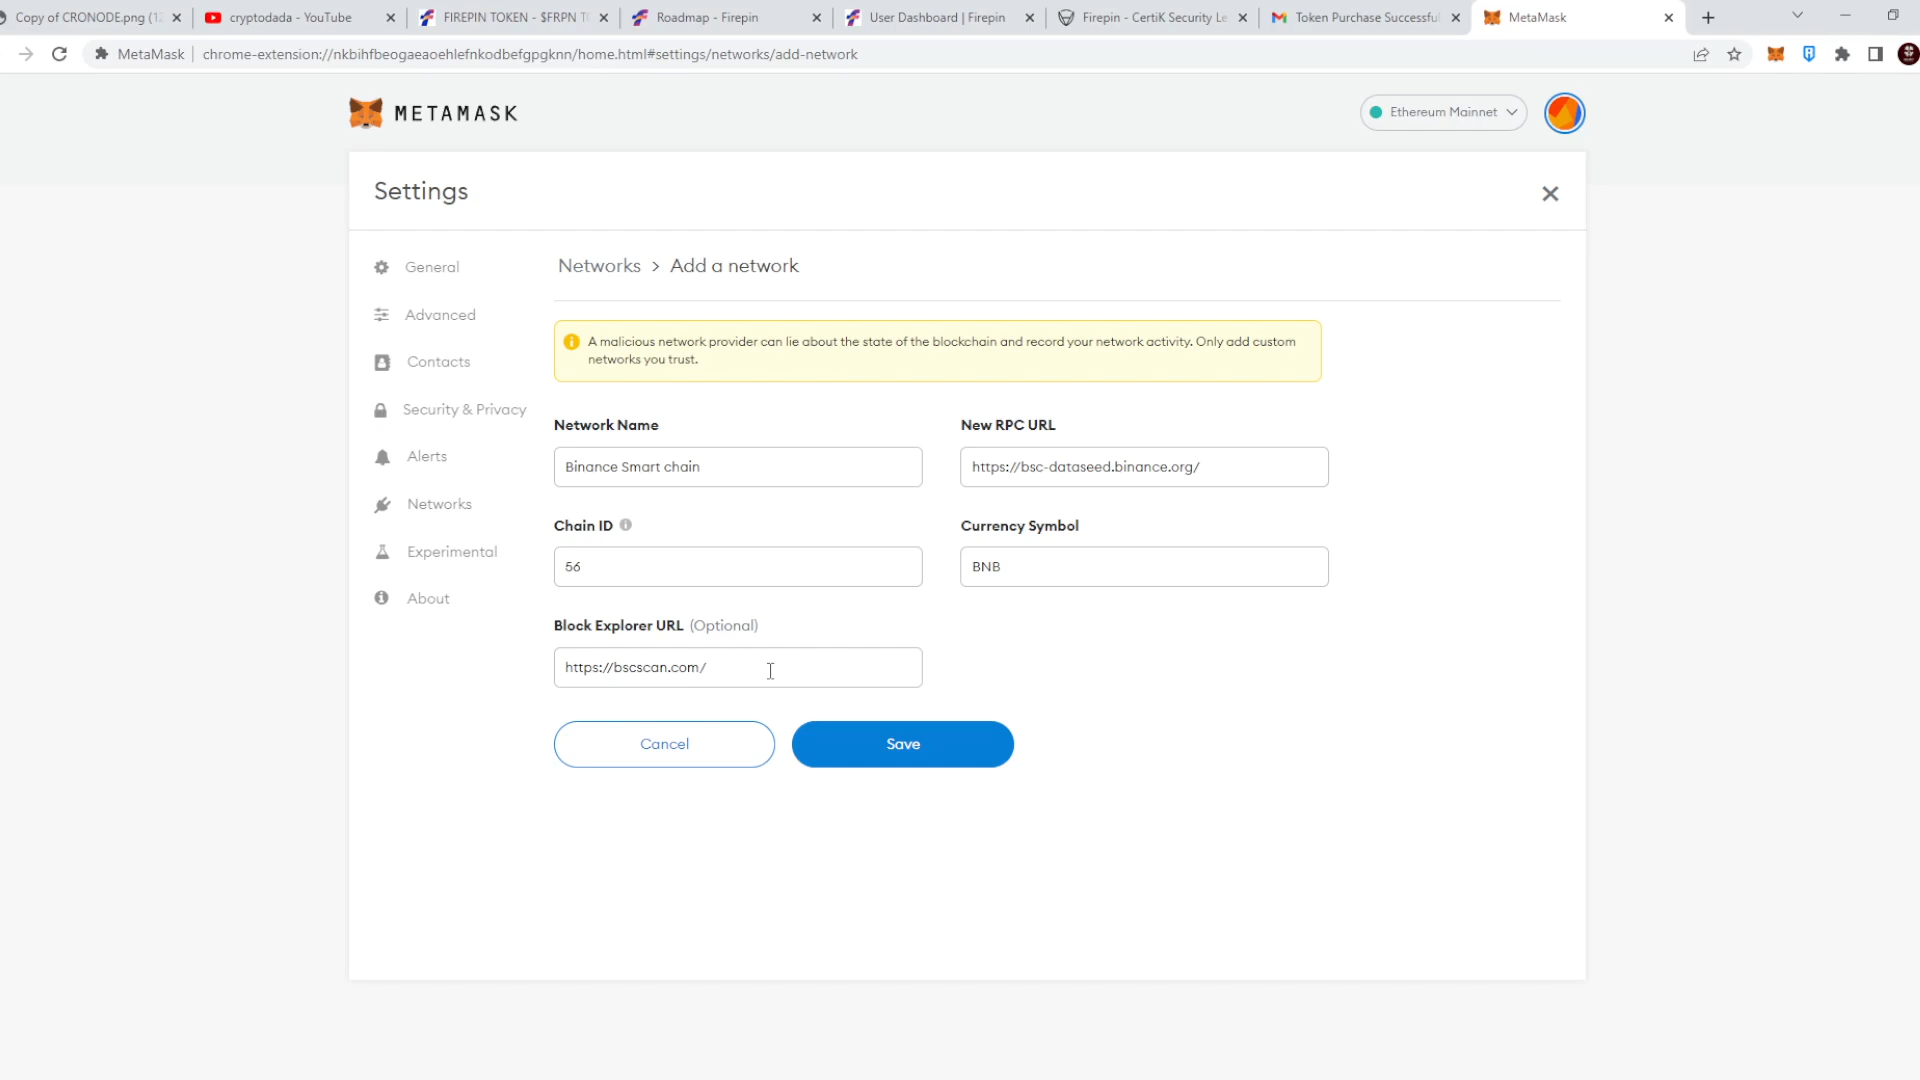 Copy of CRONODE.png (12
cryptodada - YouTube
FIREPIN TOKEN - $FRPN T
Roadmap - Firepin
User Dashboard | Firepin
Firepin - CertiK Security Le
Token Purchase Successful
MetaMask
MetaMask
chrome-extension://nkbihfbeogaeaoehlefnkodbefgpgknn/home.html#settings/networks/add-network
METAMASK
Ethereum Mainnet
Settings
General
Advanced
Contacts
Security & Privacy
Alerts
Networks
Experimental
About
Networks > Add a network
A malicious network provider can lie about the state of the blockchain and record your network activity. Only add custom
networks you trust.
Network Name
New RPC URL
Binance Smart chain
https://bsc-dataseed.binance.org/
Chain ID
Currency Symbol
56
BNB
Block Explorer URL (Optional)
https://bscscan.com/
Cancel
Save